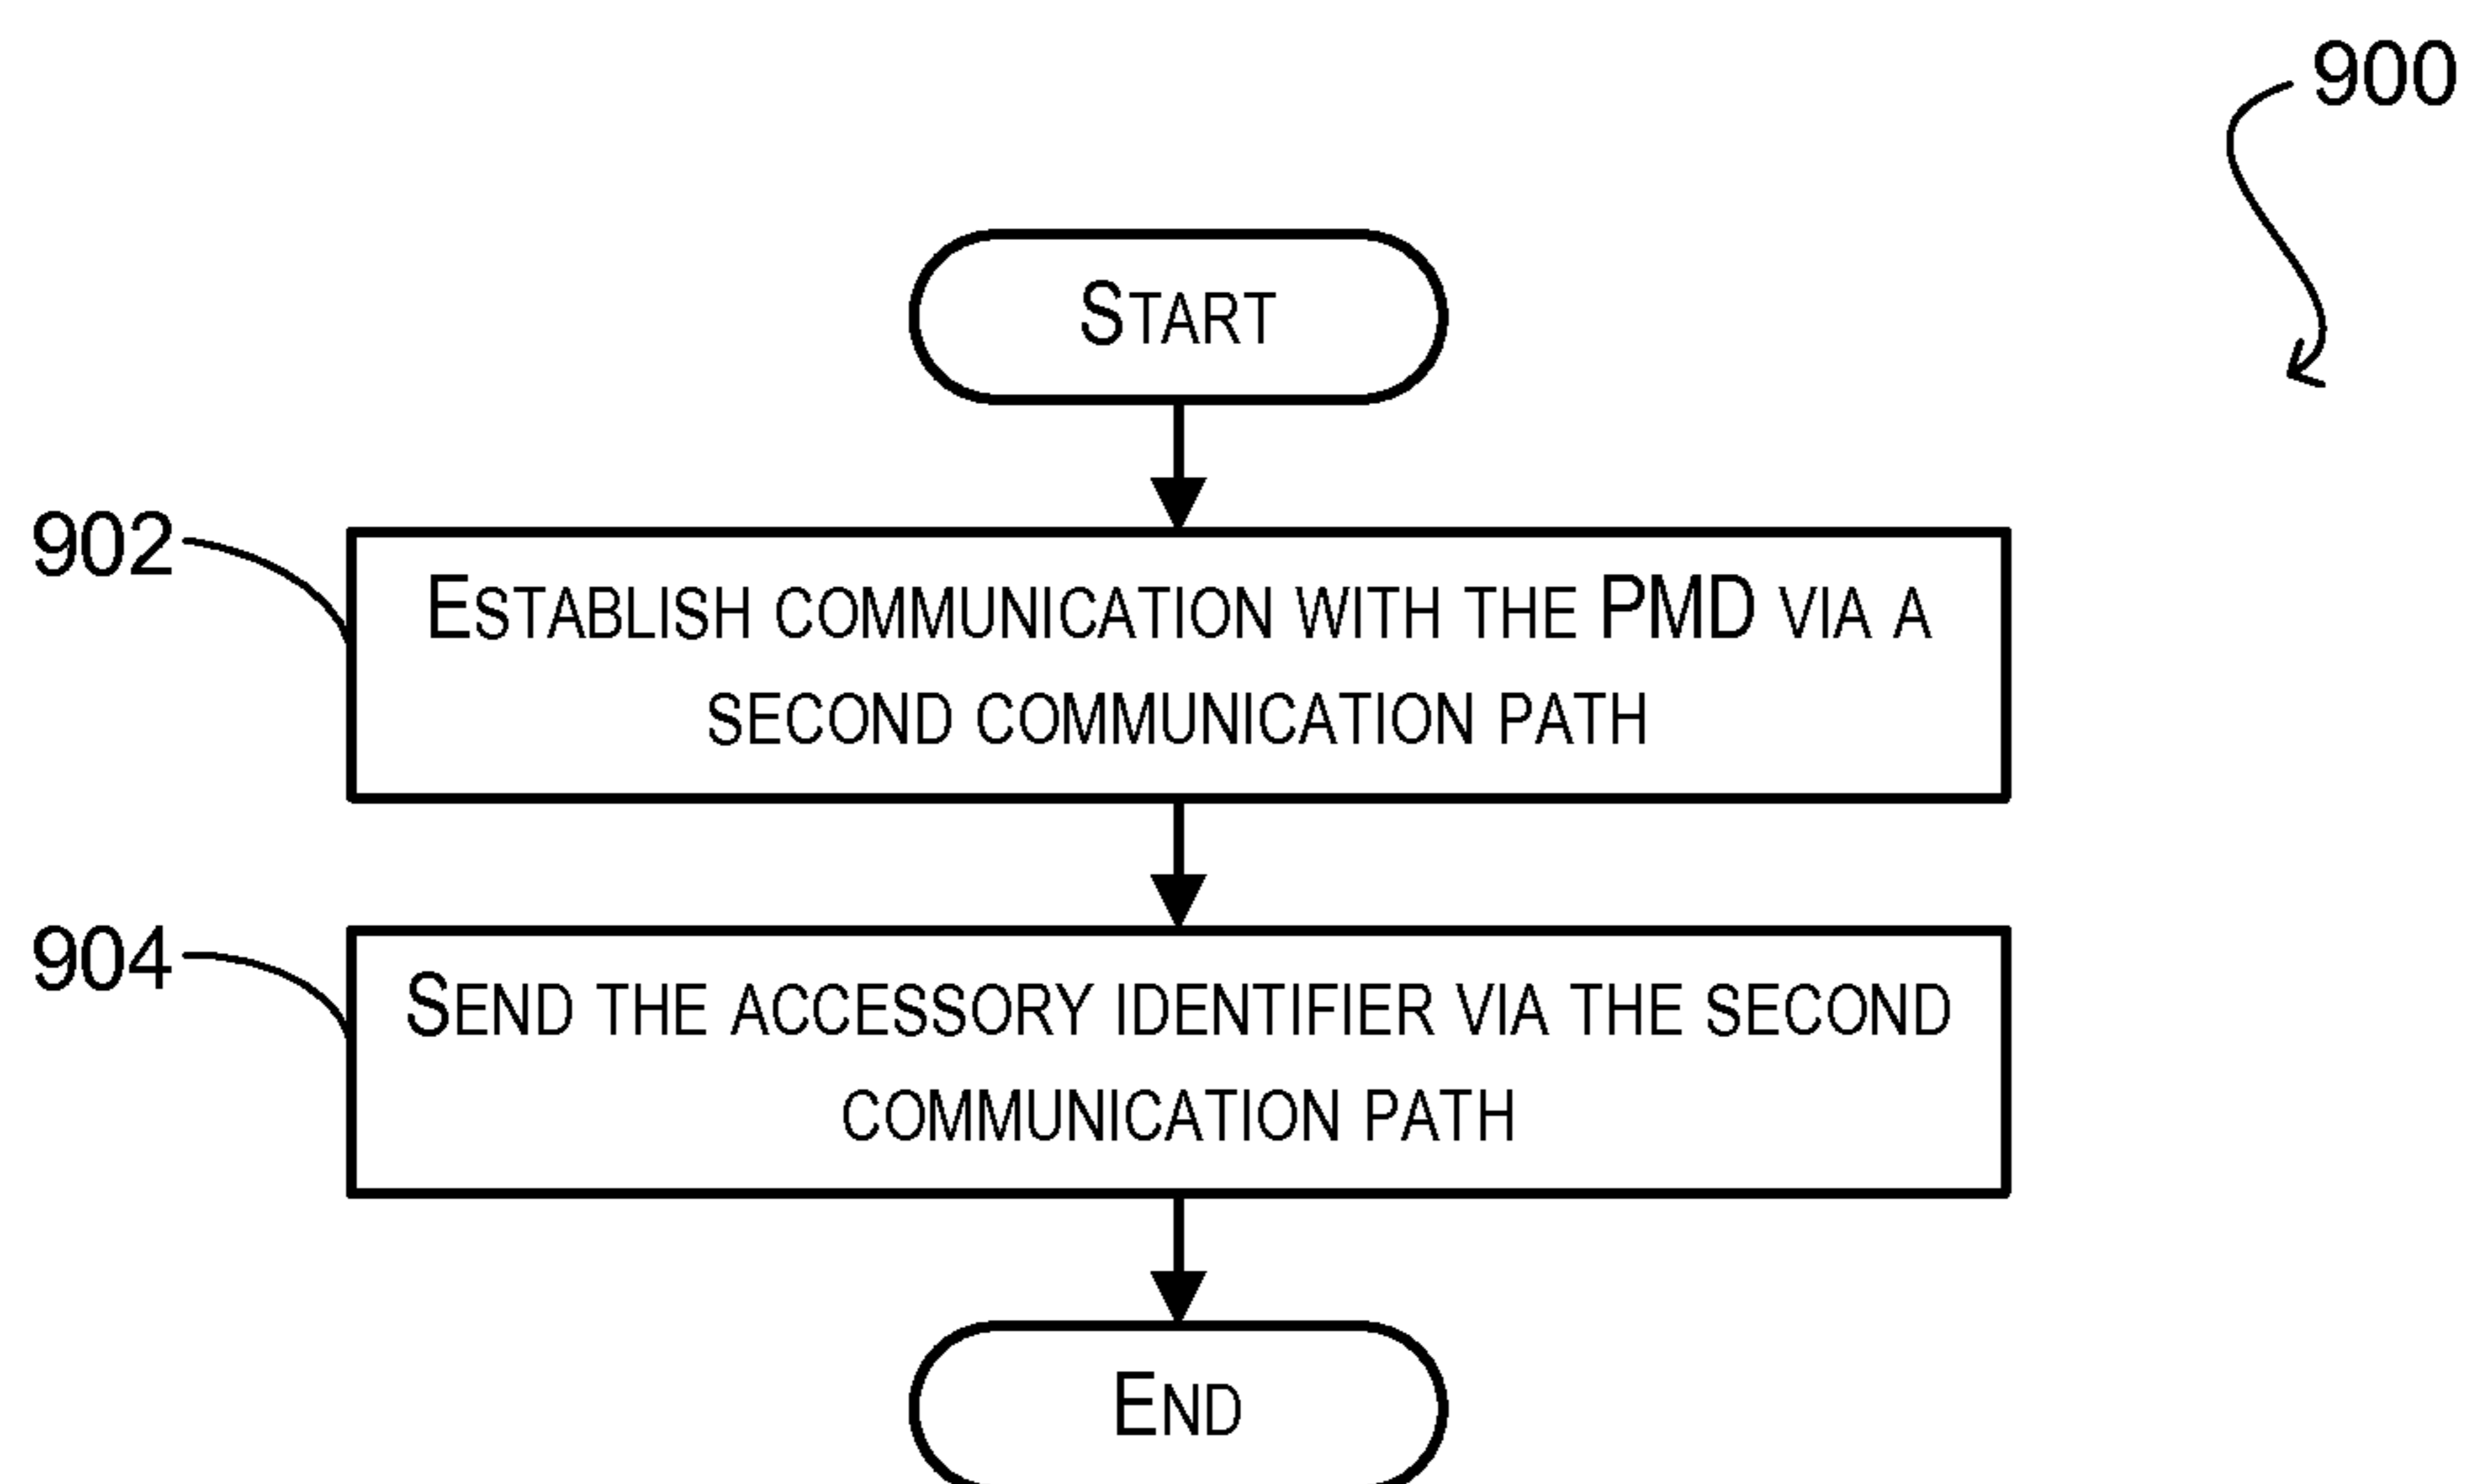 900
START
902
ESTABLISH COMMUNICATION WITH THE PMD VIA A
SECOND COMMUNICATION PATH
904
SEND THE ACCESSORY IDENTIFIER VIA THE SECOND
COMMUNICATION PATH
END